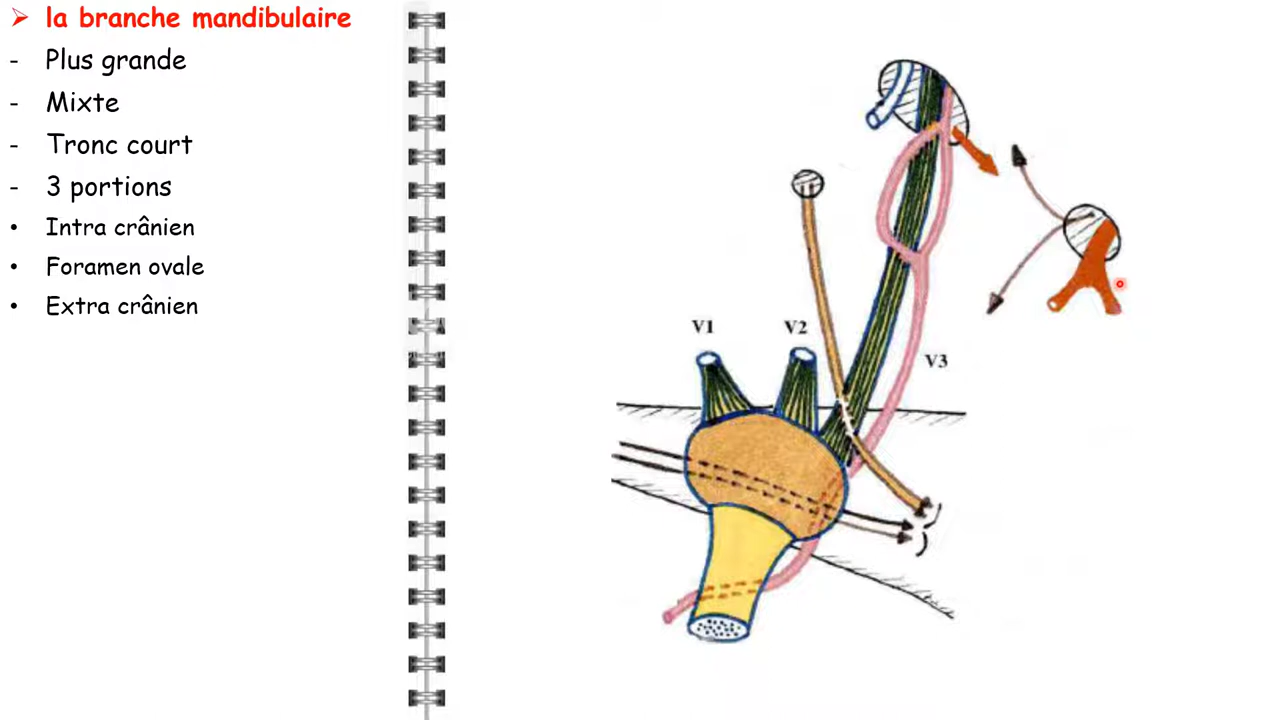 ➢ la branche mandibulaire
- Plus grande
- Mixte
- Tronc court
- 3 portions
• Intra crânien
• Foramen ovale
• Extra crânien
V1
V2
V3